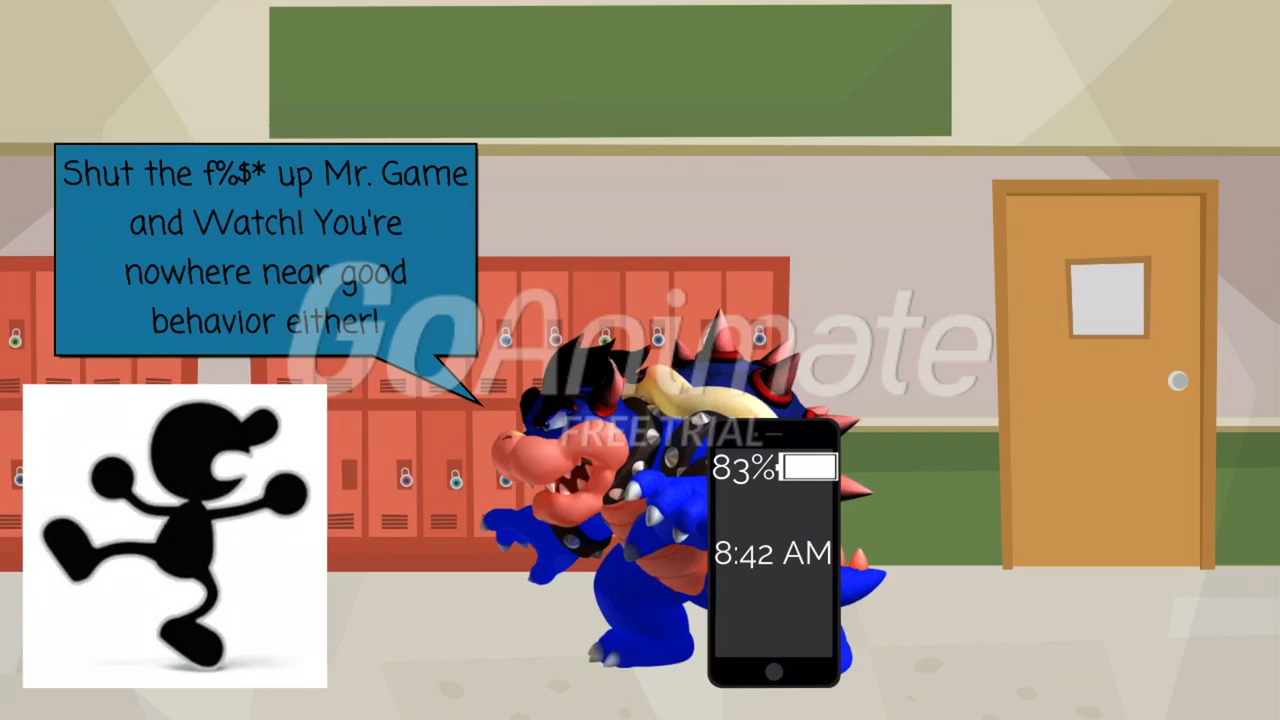 Shut the f%$* up Mr. Game
and Watch! You're
nowhere near good
behavior either!
GoAnimate
FREE TRIAL
83%
8:42 AM